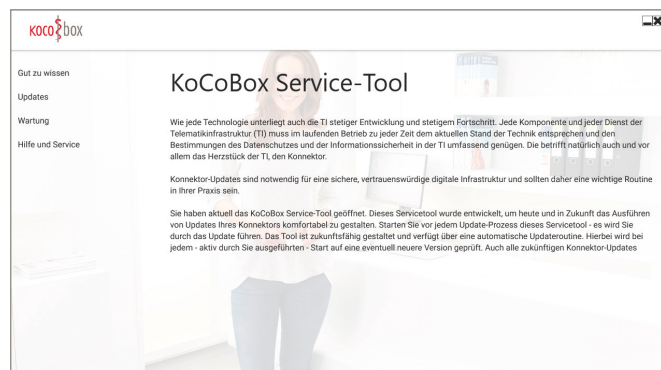 KOCO box
Gut zu wissen
Updates
Wartung
Hilfe und Service
KoCoBox Service-Tool
Wie jede Technologie unterliegt auch die TI stetiger Entwicklung und stetigem Fortschritt. Jede Komponente und jeder Dienst der
Telematikinfrastruktur (TI) muss im laufenden Betrieb zu jeder Zeit dem aktuellen Stand der Technik entsprechen und den
Bestimmungen des Datenschutzes und der Informationssicherheit in der TI umfassend genügen. Die betrifft natürlich auch und vor
allem das Herzstück der TI, den Konnektor.
Konnektor-Updates sind notwendig für eine sichere, vertrauenswürdige digitale Infrastruktur und sollten daher eine wichtige Routine
in Ihrer Praxis sein.
Sie haben aktuell das KoCoBox Service-Tool geöffnet. Dieses Servicetool wurde entwickelt, um heute und in Zukunft das Ausführen
von Updates Ihres Konnektors komfortabel zu gestalten. Starten Sie vor jedem Update-Prozess dieses Servicetool - es wird Sie
durch das Update führen. Das Tool ist zukunftsfähig gestaltet und verfügt über eine automatische Updateroutine. Hierbei wird bei
jedem - aktiv durch Sie ausgeführten - Start auf eine eventuell neuere Version geprüft. Auch alle zukünftigen Konnektor-Updates